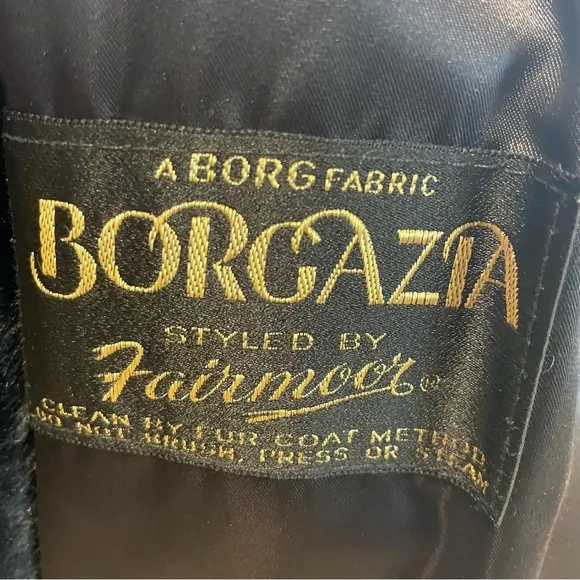 A BORG FABRIC
BORGAZIA
STYLED BY
Fairmoor®
CLEAN BY FUR COAT METHOD
DO NOT BRUSH, PRESS OR STEAM